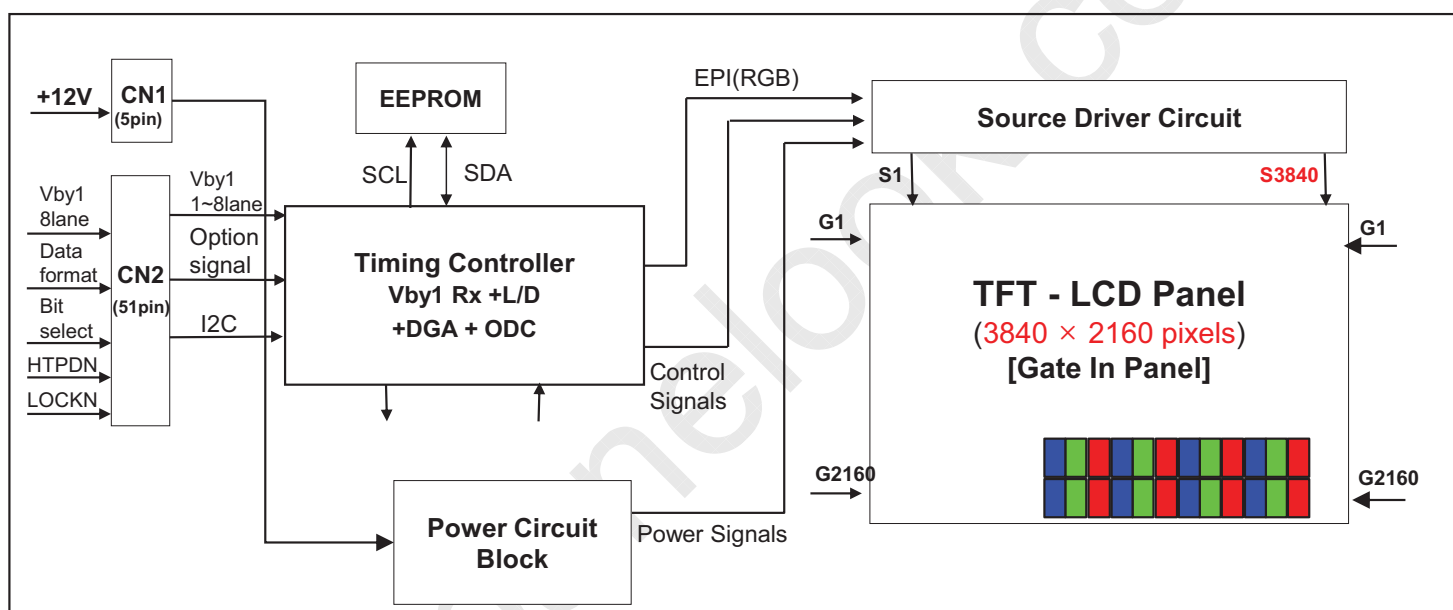 +12V
CN1
(5pin)
EEPROM
SCL
SDA
EPI(RGB)
Source Driver Circuit
S1
S3840
Vby1
8lane
Data
format
Bit
select
HTPDN
LOCKN
CN2
(51pin)
Vby1
1~8lane
Option
signal
I2C
Timing Controller
Vby1 Rx +L/D
+DGA + ODC
Control
Signals
G1
G1
TFT - LCD Panel
(3840 × 2160 pixels)
[Gate In Panel]
G2160
G2160
Power Circuit
Block
Power Signals